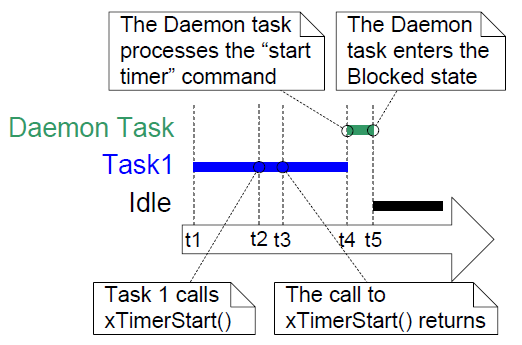 The Daemon task
processes the “start
timer” command
The Daemon
task enters the
Blocked state
Daemon Task
Task1
Idle
t1 t2 t3 t4 t5
Task 1 calls
xTimerStart()
The call to
xTimerStart() returns